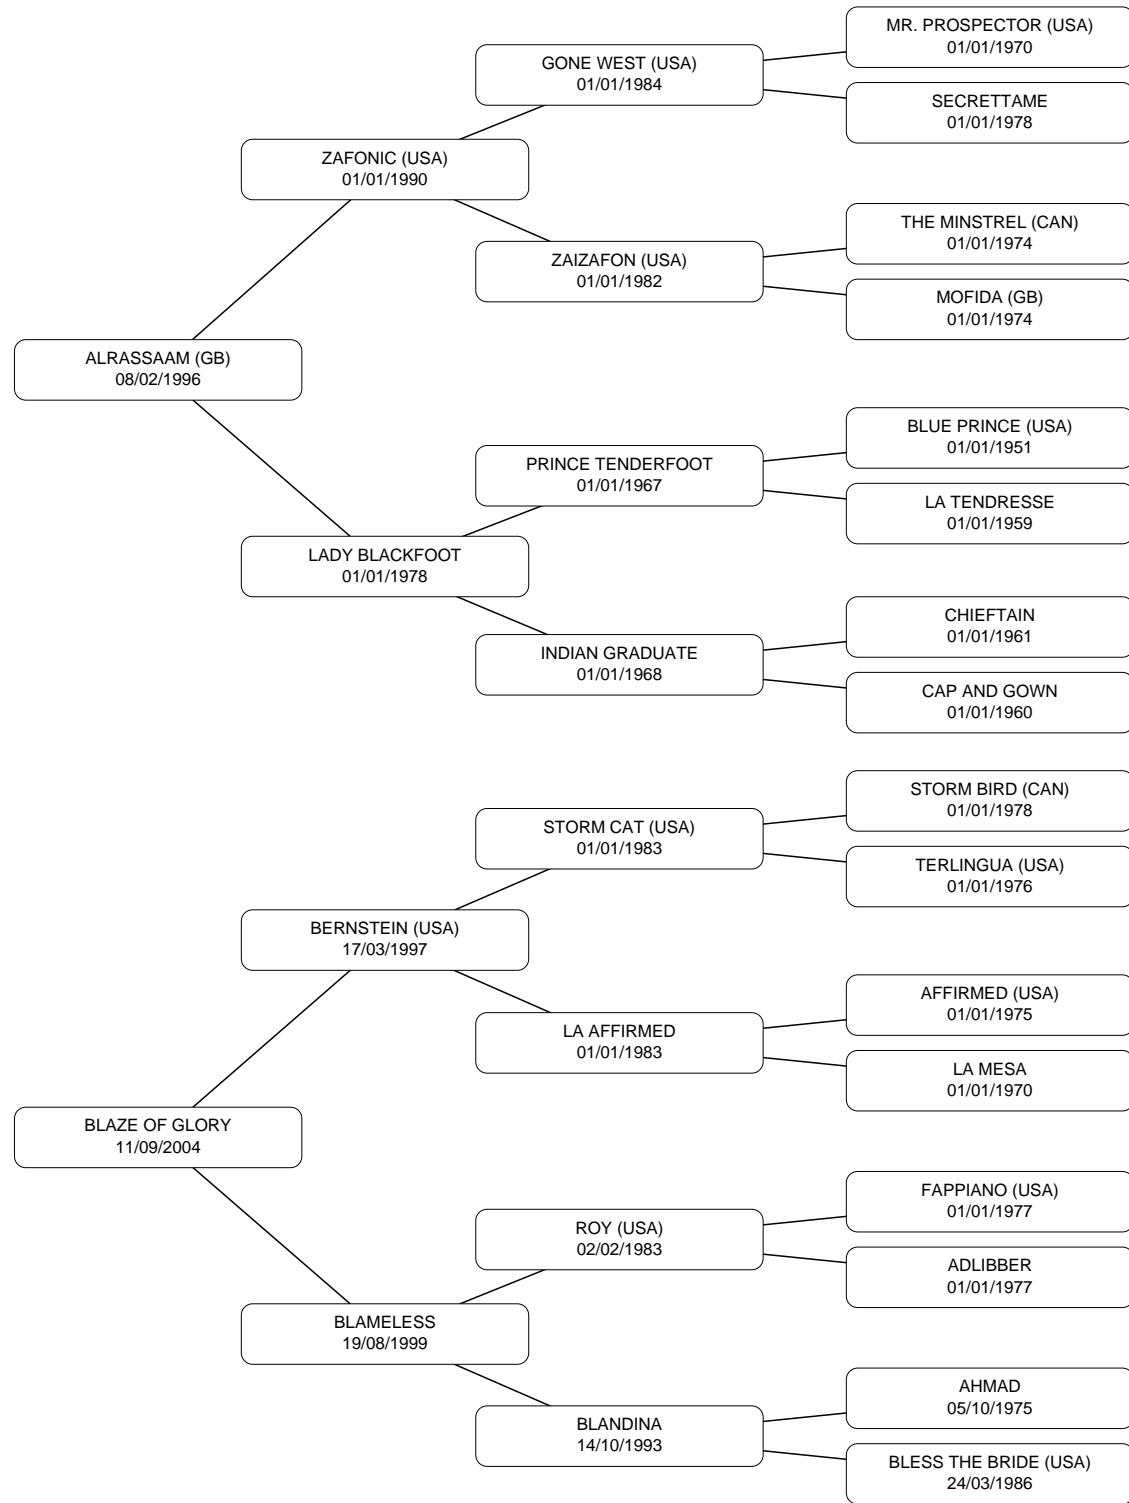 MR. PROSPECTOR (USA)
01/01/1970
GONE WEST (USA)
01/01/1984
SECRETTAME
01/01/1978
ZAFONIC (USA)
01/01/1990
THE MINSTREL (CAN)
01/01/1974
ZAIZAFON (USA)
01/01/1982
MOFIDA (GB)
01/01/1974
ALRASSAAM (GB)
08/02/1996
BLUE PRINCE (USA)
01/01/1951
PRINCE TENDERFOOT
01/01/1967
LA TENDRESSE
01/01/1959
LADY BLACKFOOT
01/01/1978
CHIEFTAIN
01/01/1961
INDIAN GRADUATE
01/01/1968
CAP AND GOWN
01/01/1960
STORM BIRD (CAN)
01/01/1978
STORM CAT (USA)
01/01/1983
TERLINGUA (USA)
01/01/1976
BERNSTEIN (USA)
17/03/1997
AFFIRMED (USA)
01/01/1975
LA AFFIRMED
01/01/1983
LA MESA
01/01/1970
BLAZE OF GLORY
11/09/2004
FAPPIANO (USA)
01/01/1977
ROY (USA)
02/02/1983
ADLIBBER
01/01/1977
BLAMELESS
19/08/1999
AHMAD
05/10/1975
BLANDINA
14/10/1993
BLESS THE BRIDE (USA)
24/03/1986